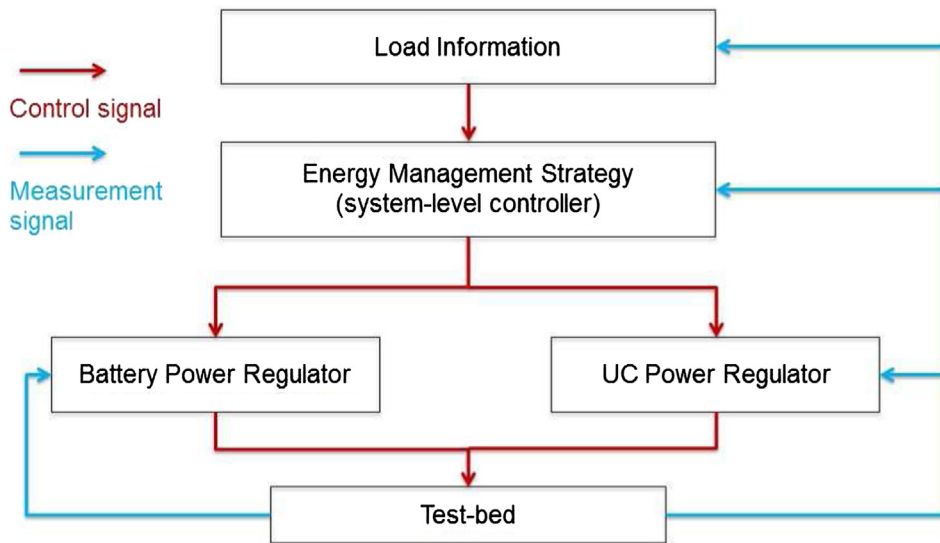 Load Information
Control signal
Measurement
signal
Energy Management Strategy
(system-level controller)
Battery Power Regulator
UC Power Regulator
Test-bed